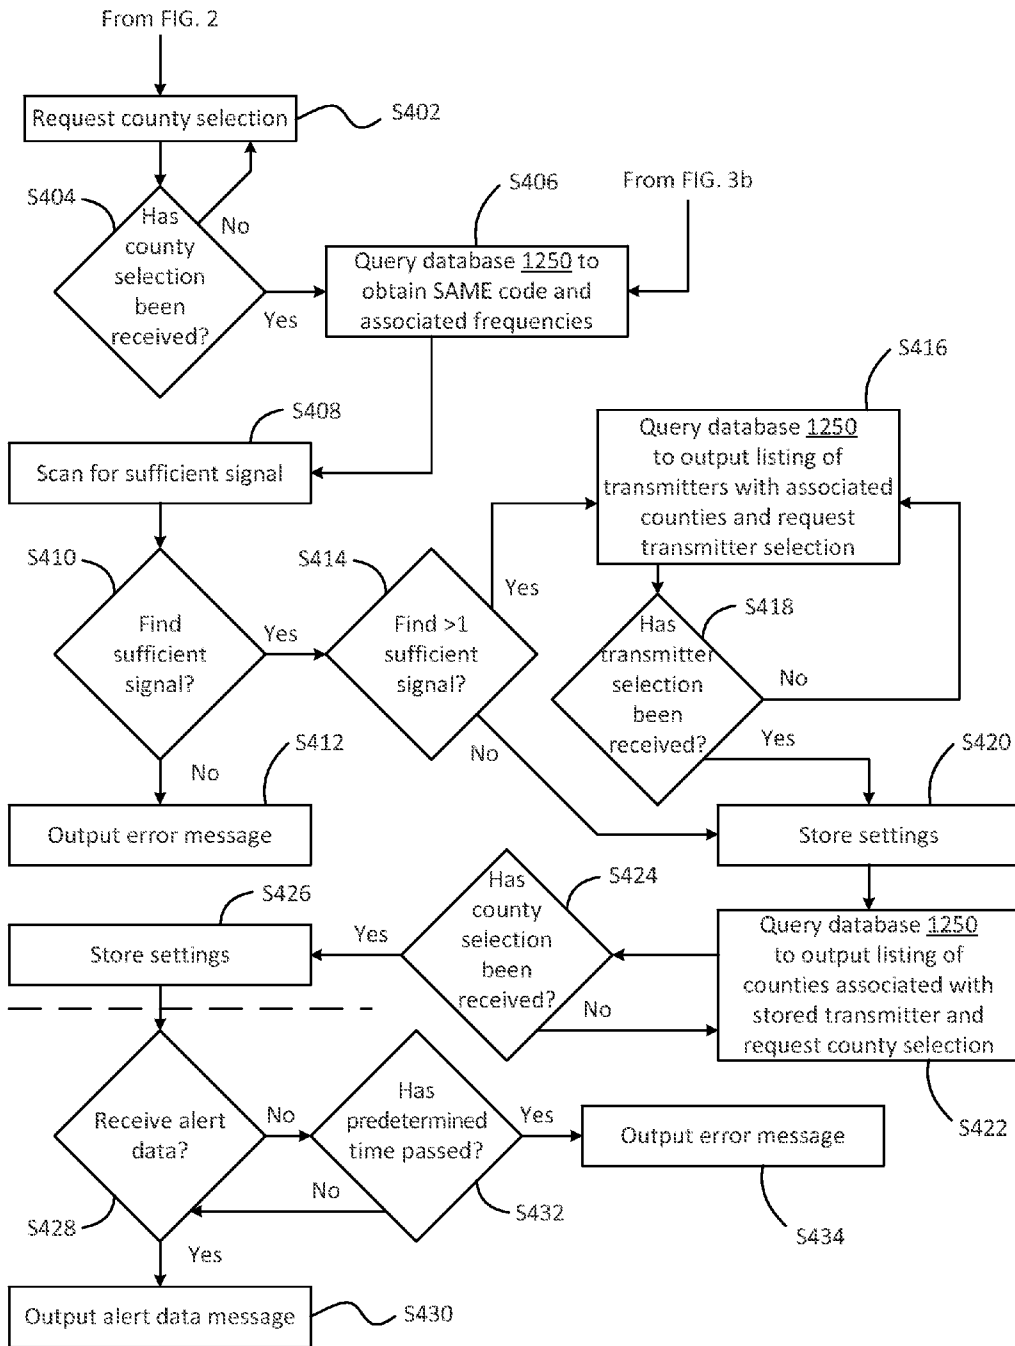 From FIG. 2
Request county selection
S402
S404
Has
county
selection
been
received?
No
Yes
S406
From FIG. 3b
Query database 1250 to
obtain SAME code and
associated frequencies
S408
Scan for sufficient signal
S416
Query database 1250
to output listing of
transmitters with associated
counties and request
transmitter selection
S410
Find
sufficient
signal?
Yes
No
S414
Find >1
sufficient
signal?
Yes
No
S418
Has
transmitter
selection
been
received?
No
Yes
S412
Output error message
S420
Store settings
S424
Has
county
selection
been
received?
Yes
No
S426
Store settings
Query database 1250
to output listing of
counties associated with
stored transmitter and
request county selection
S422
Receive alert
data?
No
S428
Yes
Has
predetermined
time passed?
Yes
No
S432
Output error message
S434
Output alert data message
S430